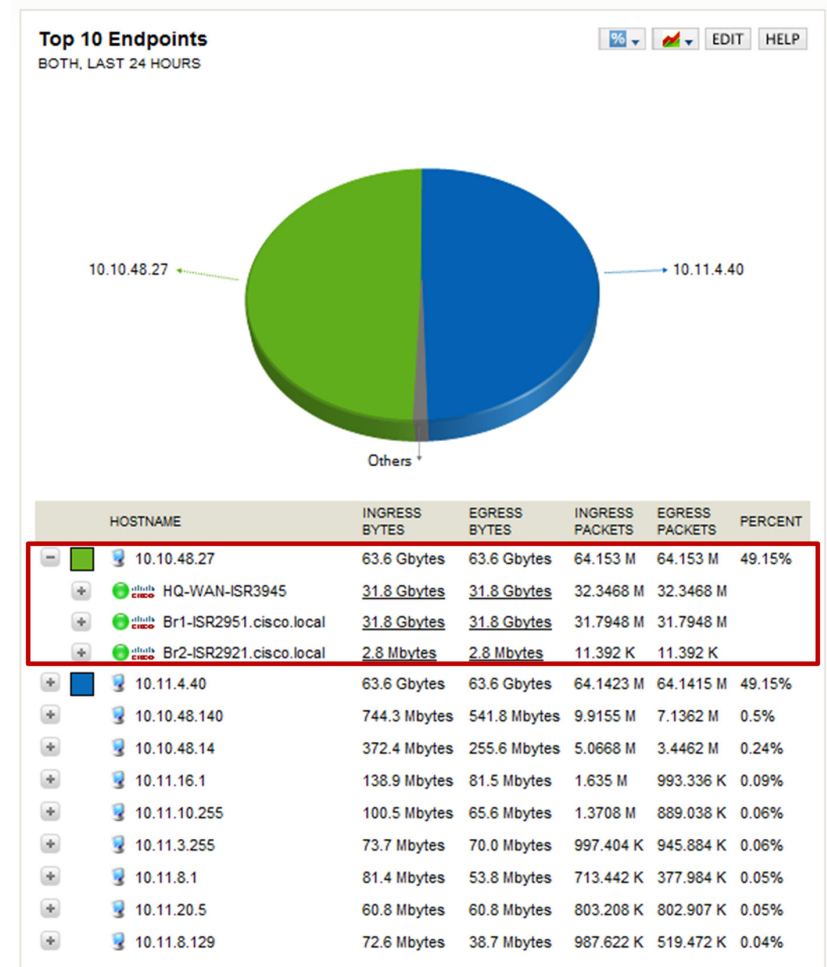 Top 10 Endpoints
% EDIT HELP
BOTH, LAST 24 HOURS
10.10.48.27
10.11.4.40
Others
HOSTNAME INGRESS BYTES EGRESS BYTES INGRESS PACKETS EGRESS PACKETS PERCENT
10.10.48.27 63.6 Gbytes 63.6 Gbytes 64.153 M 64.153 M 49.15%
cisco HQ-WAN-ISR3945 31.8 Gbytes 31.8 Gbytes 32.3468 M 32.3468 M
cisco Br1-ISR2951.cisco.local 31.8 Gbytes 31.8 Gbytes 31.7948 M 31.7948 M
cisco Br2-ISR2921.cisco.local 2.8 Mbytes 2.8 Mbytes 11.392 K 11.392 K
10.11.4.40 63.6 Gbytes 63.6 Gbytes 64.1423 M 64.1415 M 49.15%
10.10.48.140 744.3 Mbytes 541.8 Mbytes 9.9155 M 7.1362 M 0.5%
10.10.48.14 372.4 Mbytes 255.6 Mbytes 5.0668 M 3.4462 M 0.24%
10.11.16.1 138.9 Mbytes 81.5 Mbytes 1.635 M 993.336 K 0.09%
10.11.10.255 100.5 Mbytes 65.6 Mbytes 1.3708 M 889.038 K 0.06%
10.11.3.255 73.7 Mbytes 70.0 Mbytes 997.404 K 945.884 K 0.06%
10.11.8.1 81.4 Mbytes 53.8 Mbytes 713.442 K 377.984 K 0.05%
10.11.20.5 60.8 Mbytes 60.8 Mbytes 803.208 K 802.907 K 0.05%
10.11.8.129 72.6 Mbytes 38.7 Mbytes 987.622 K 519.472 K 0.04%